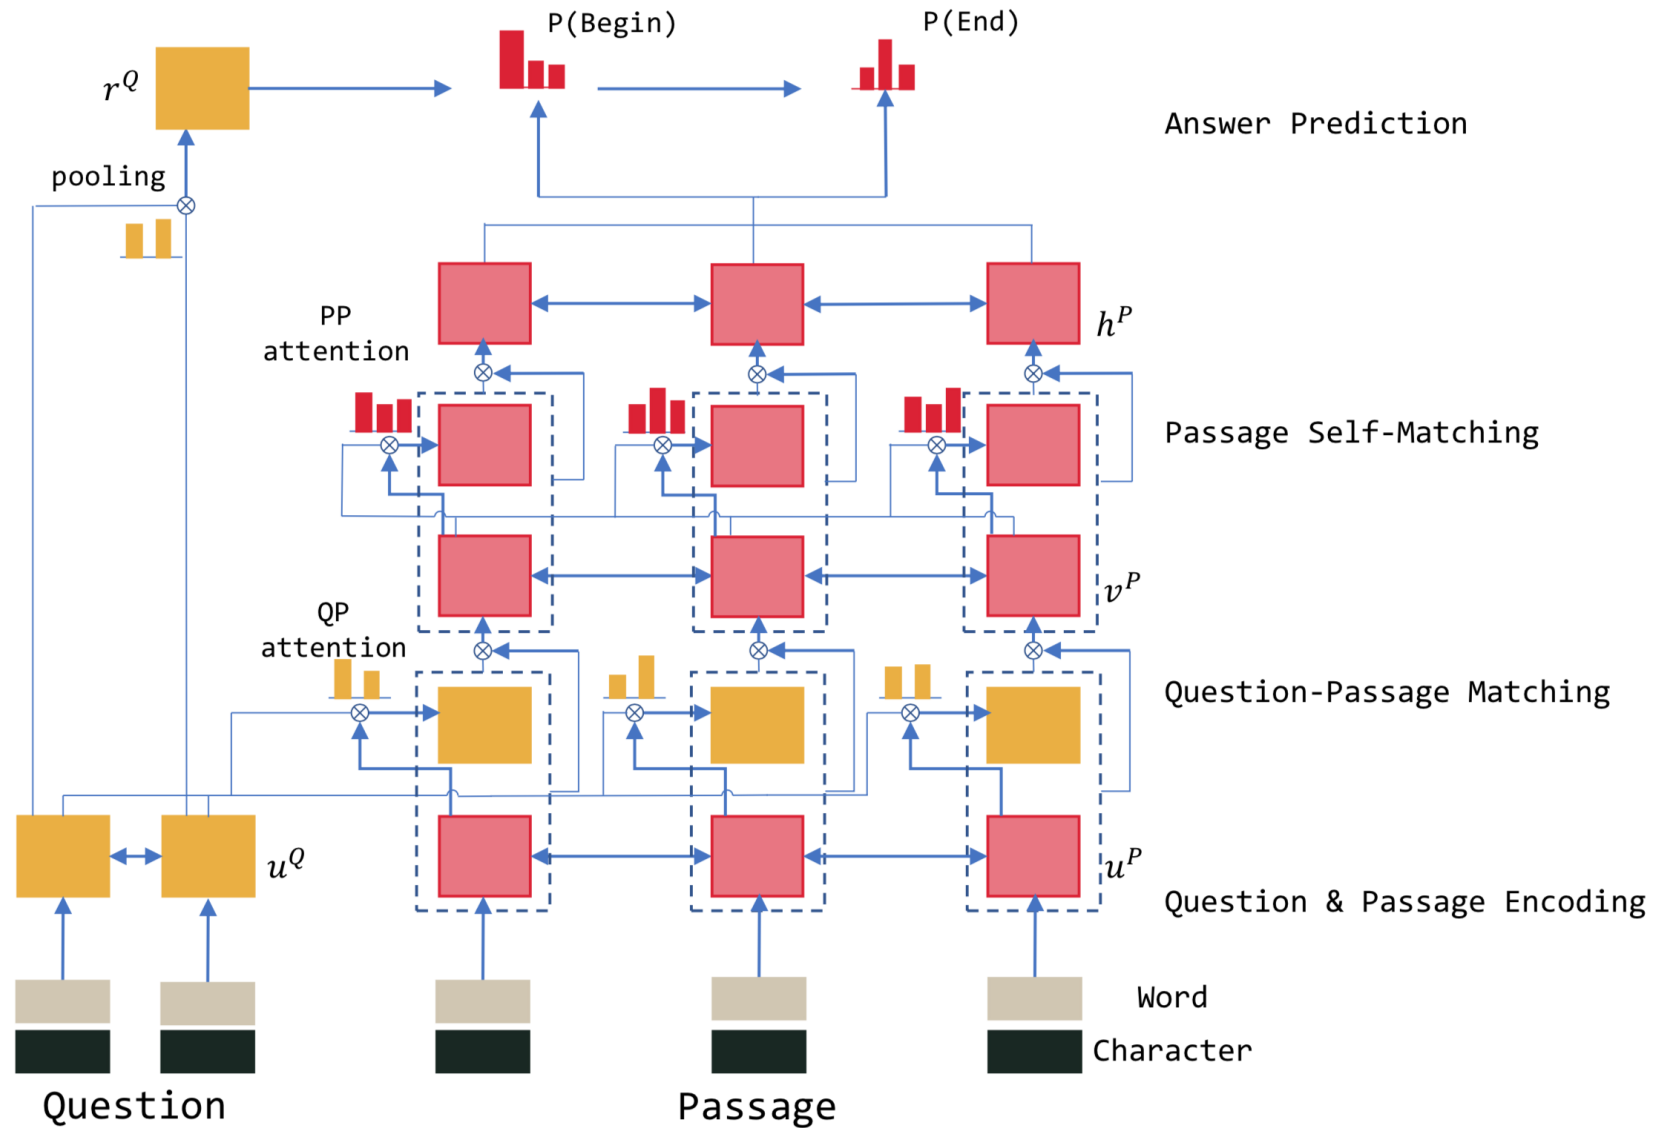 P(Begin)
P(End)
r^Q
Answer Prediction
pooling
PP
attention
h^P
Passage Self-Matching
v^P
QP
attention
Question-Passage Matching
u^Q
u^P
Question & Passage Encoding
Word
Character
Question
Passage